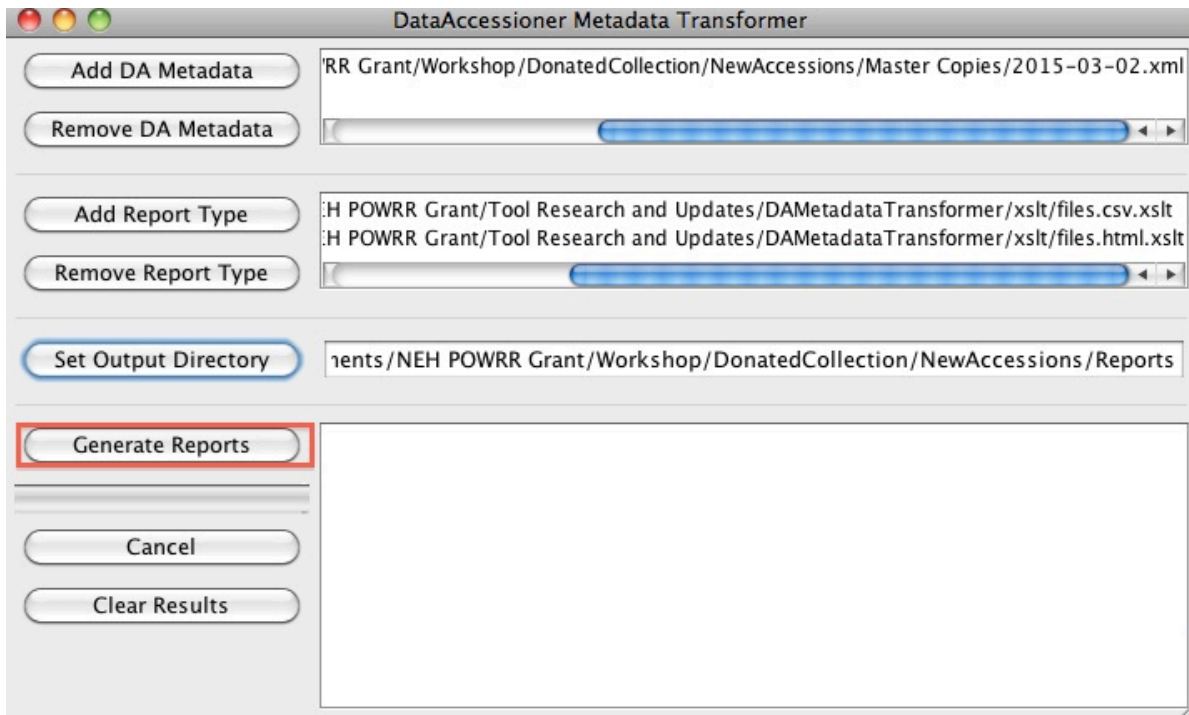 DataAccessioner Metadata Transformer
Add DA Metadata
'RR Grant/Workshop/DonatedCollection/NewAccessions/Master Copies/2015-03-02.xml
Remove DA Metadata
Add Report Type
H POWRR Grant/Tool Research and Updates/DAMetadataTransformer/xslt/files.csv.xslt
H POWRR Grant/Tool Research and Updates/DAMetadataTransformer/xslt/files.html.xslt
Remove Report Type
Set Output Directory
nents/NEH POWRR Grant/Workshop/DonatedCollection/NewAccessions/Reports
Generate Reports
Cancel
Clear Results